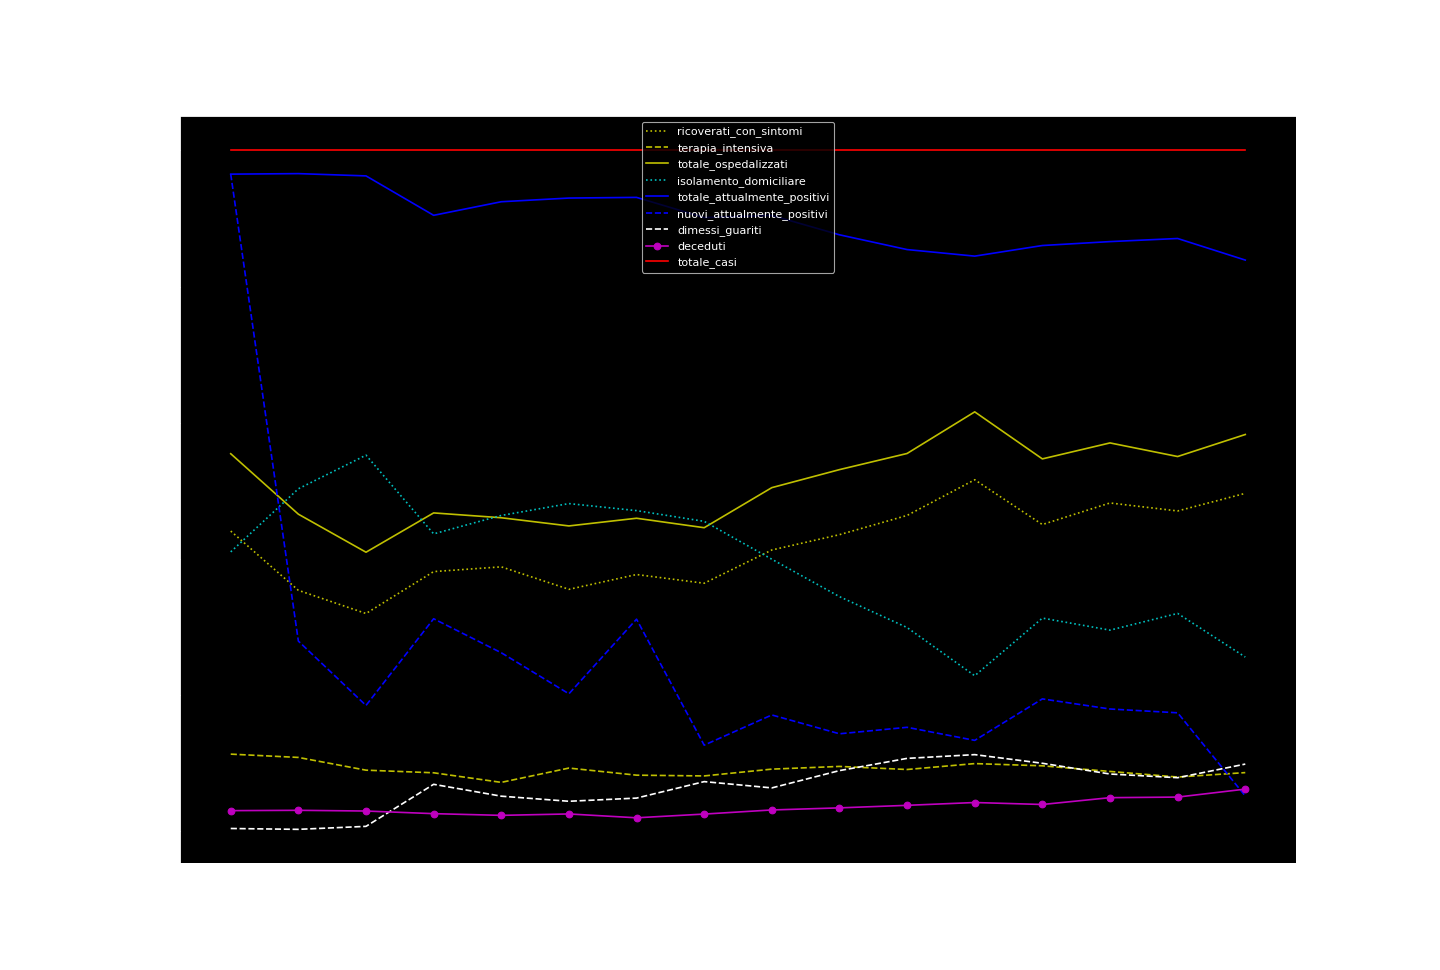 ricoverati_con_sintomi
terapia_intensiva
totale_ospedalizzati
isolamento_domiciliare
totale_attualmente_positivi
nuovi_attualmente_positivi
dimessi_guariti
deceduti
totale_casi